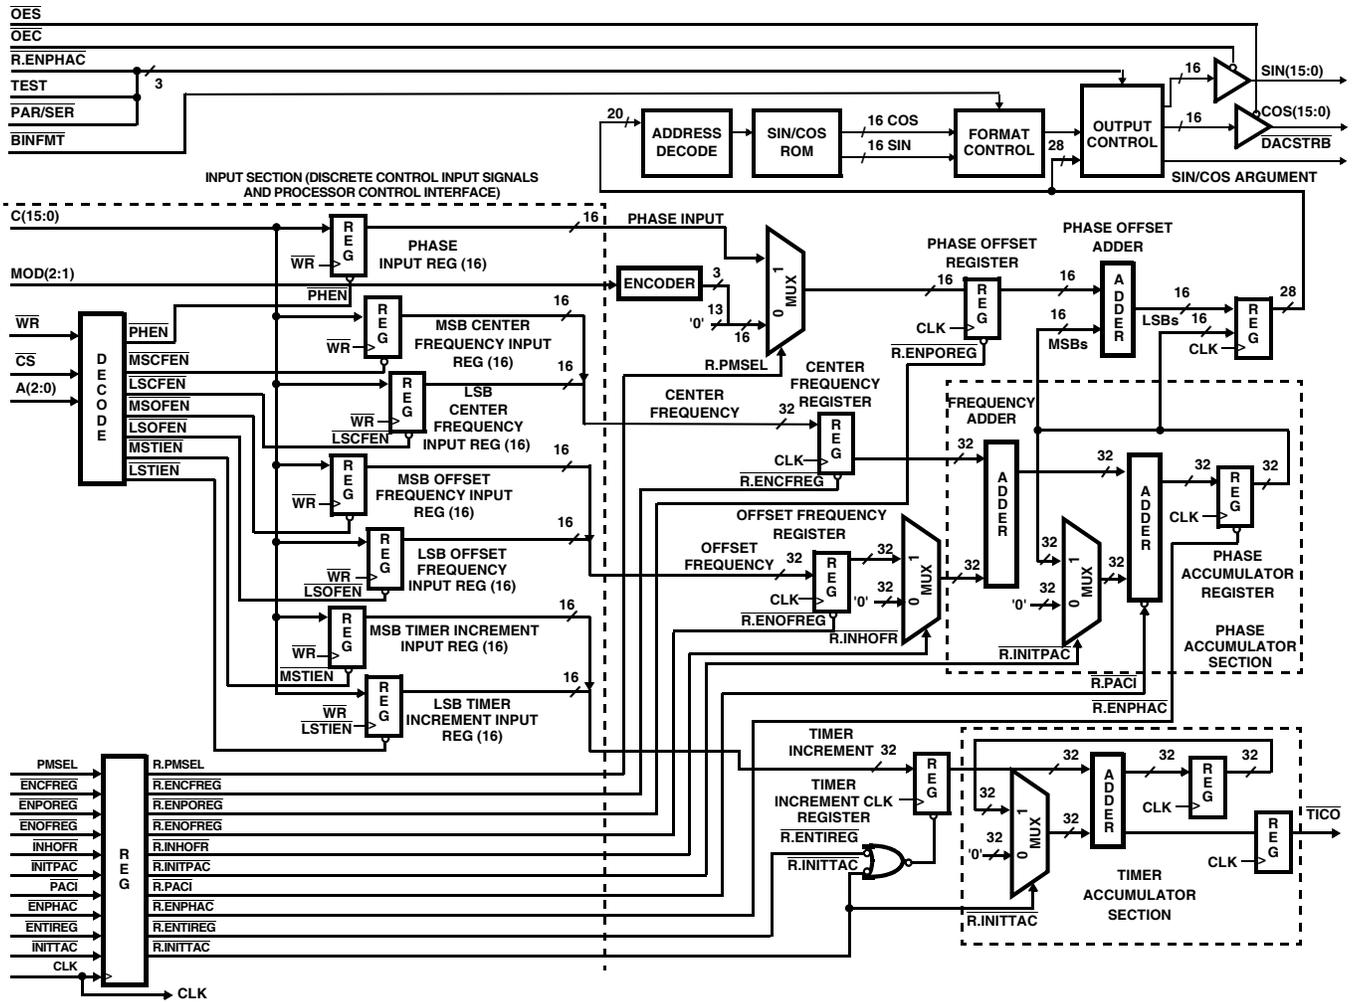 OES
OEC
R.ENPHAC
TEST
3
PAR/SER
BINFMT
20
ADDRESS
DECODE
SIN/COS
ROM
16 COS
16 SIN
FORMAT
CONTROL
28
OUTPUT
CONTROL
16
16
SIN(15:0)
COS(15:0)
DACSTRB
SIN/COS ARGUMENT
INPUT SECTION (DISCRETE CONTROL INPUT SIGNALS
AND PROCESSOR CONTROL INTERFACE)
C(15:0)
REG
WR
PHASE
INPUT REG (16)
PHEN
16
PHASE INPUT
MOD(2:1)
ENCODER
3
'0'
13
16
1
MUX
0
R.PMSEL
PHASE OFFSET
REGISTER
16
REG
CLK
R.ENPOREG
PHASE OFFSET
ADDER
16
ADDER
16
MSBs
16
LSBs
16
REG
CLK
28
WR
CS
A(2:0)
DECODE
PHEN
MSCFEN
LSCFEN
MSOFEN
LSOFEN
MSTIEN
LSTIEN
REG
WR
MSB CENTER
FREQUENCY INPUT
REG (16)
16
REG
WR
LSCFEN
LSB
CENTER
FREQUENCY
INPUT REG (16)
16
CENTER
FREQUENCY
32
CENTER
FREQUENCY
REGISTER
REG
CLK
R.ENCFREG
REG
WR
MSB OFFSET
FREQUENCY INPUT
REG (16)
16
REG
WR
LSOFEN
LSB OFFSET
FREQUENCY
INPUT REG (16)
16
OFFSET FREQUENCY
REGISTER
OFFSET
FREQUENCY
32
REG
CLK
R.ENOFREG
32
'0'
32
1
MUX
0
R.INHOFR
FREQUENCY
ADDER
32
32
ADDER
32
32
'0'
32
1
MUX
0
32
R.INITPAC
ADDER
32
REG
CLK
32
PHASE
ACCUMULATOR
REGISTER
PHASE
ACCUMULATOR
SECTION
R.PACI
R.ENPHAC
REG
WR
MSTIEN
MSB TIMER INCREMENT
INPUT REG (16)
16
REG
WR
LSTIEN
LSB TIMER
INCREMENT INPUT
REG (16)
16
TIMER
INCREMENT
32
TIMER
INCREMENT CLK
REGISTER
REG
R.ENTIREG
R.INITTAC
32
32
'0'
32
1
MUX
0
32
R.INITTAC
ADDER
32
REG
CLK
32
REG
CLK
TICO
TIMER
ACCUMULATOR
SECTION
PMSEL
ENCFREG
ENPOREG
ENOFREG
INHOFR
INITPAC
PACI
ENPHAC
ENTIREG
INITTAC
CLK
REG
R.PMSEL
R.ENCFREG
R.ENPOREG
R.ENOFREG
R.INHOFR
R.INITPAC
R.PACI
R.ENPHAC
R.ENTIREG
R.INITTAC
CLK